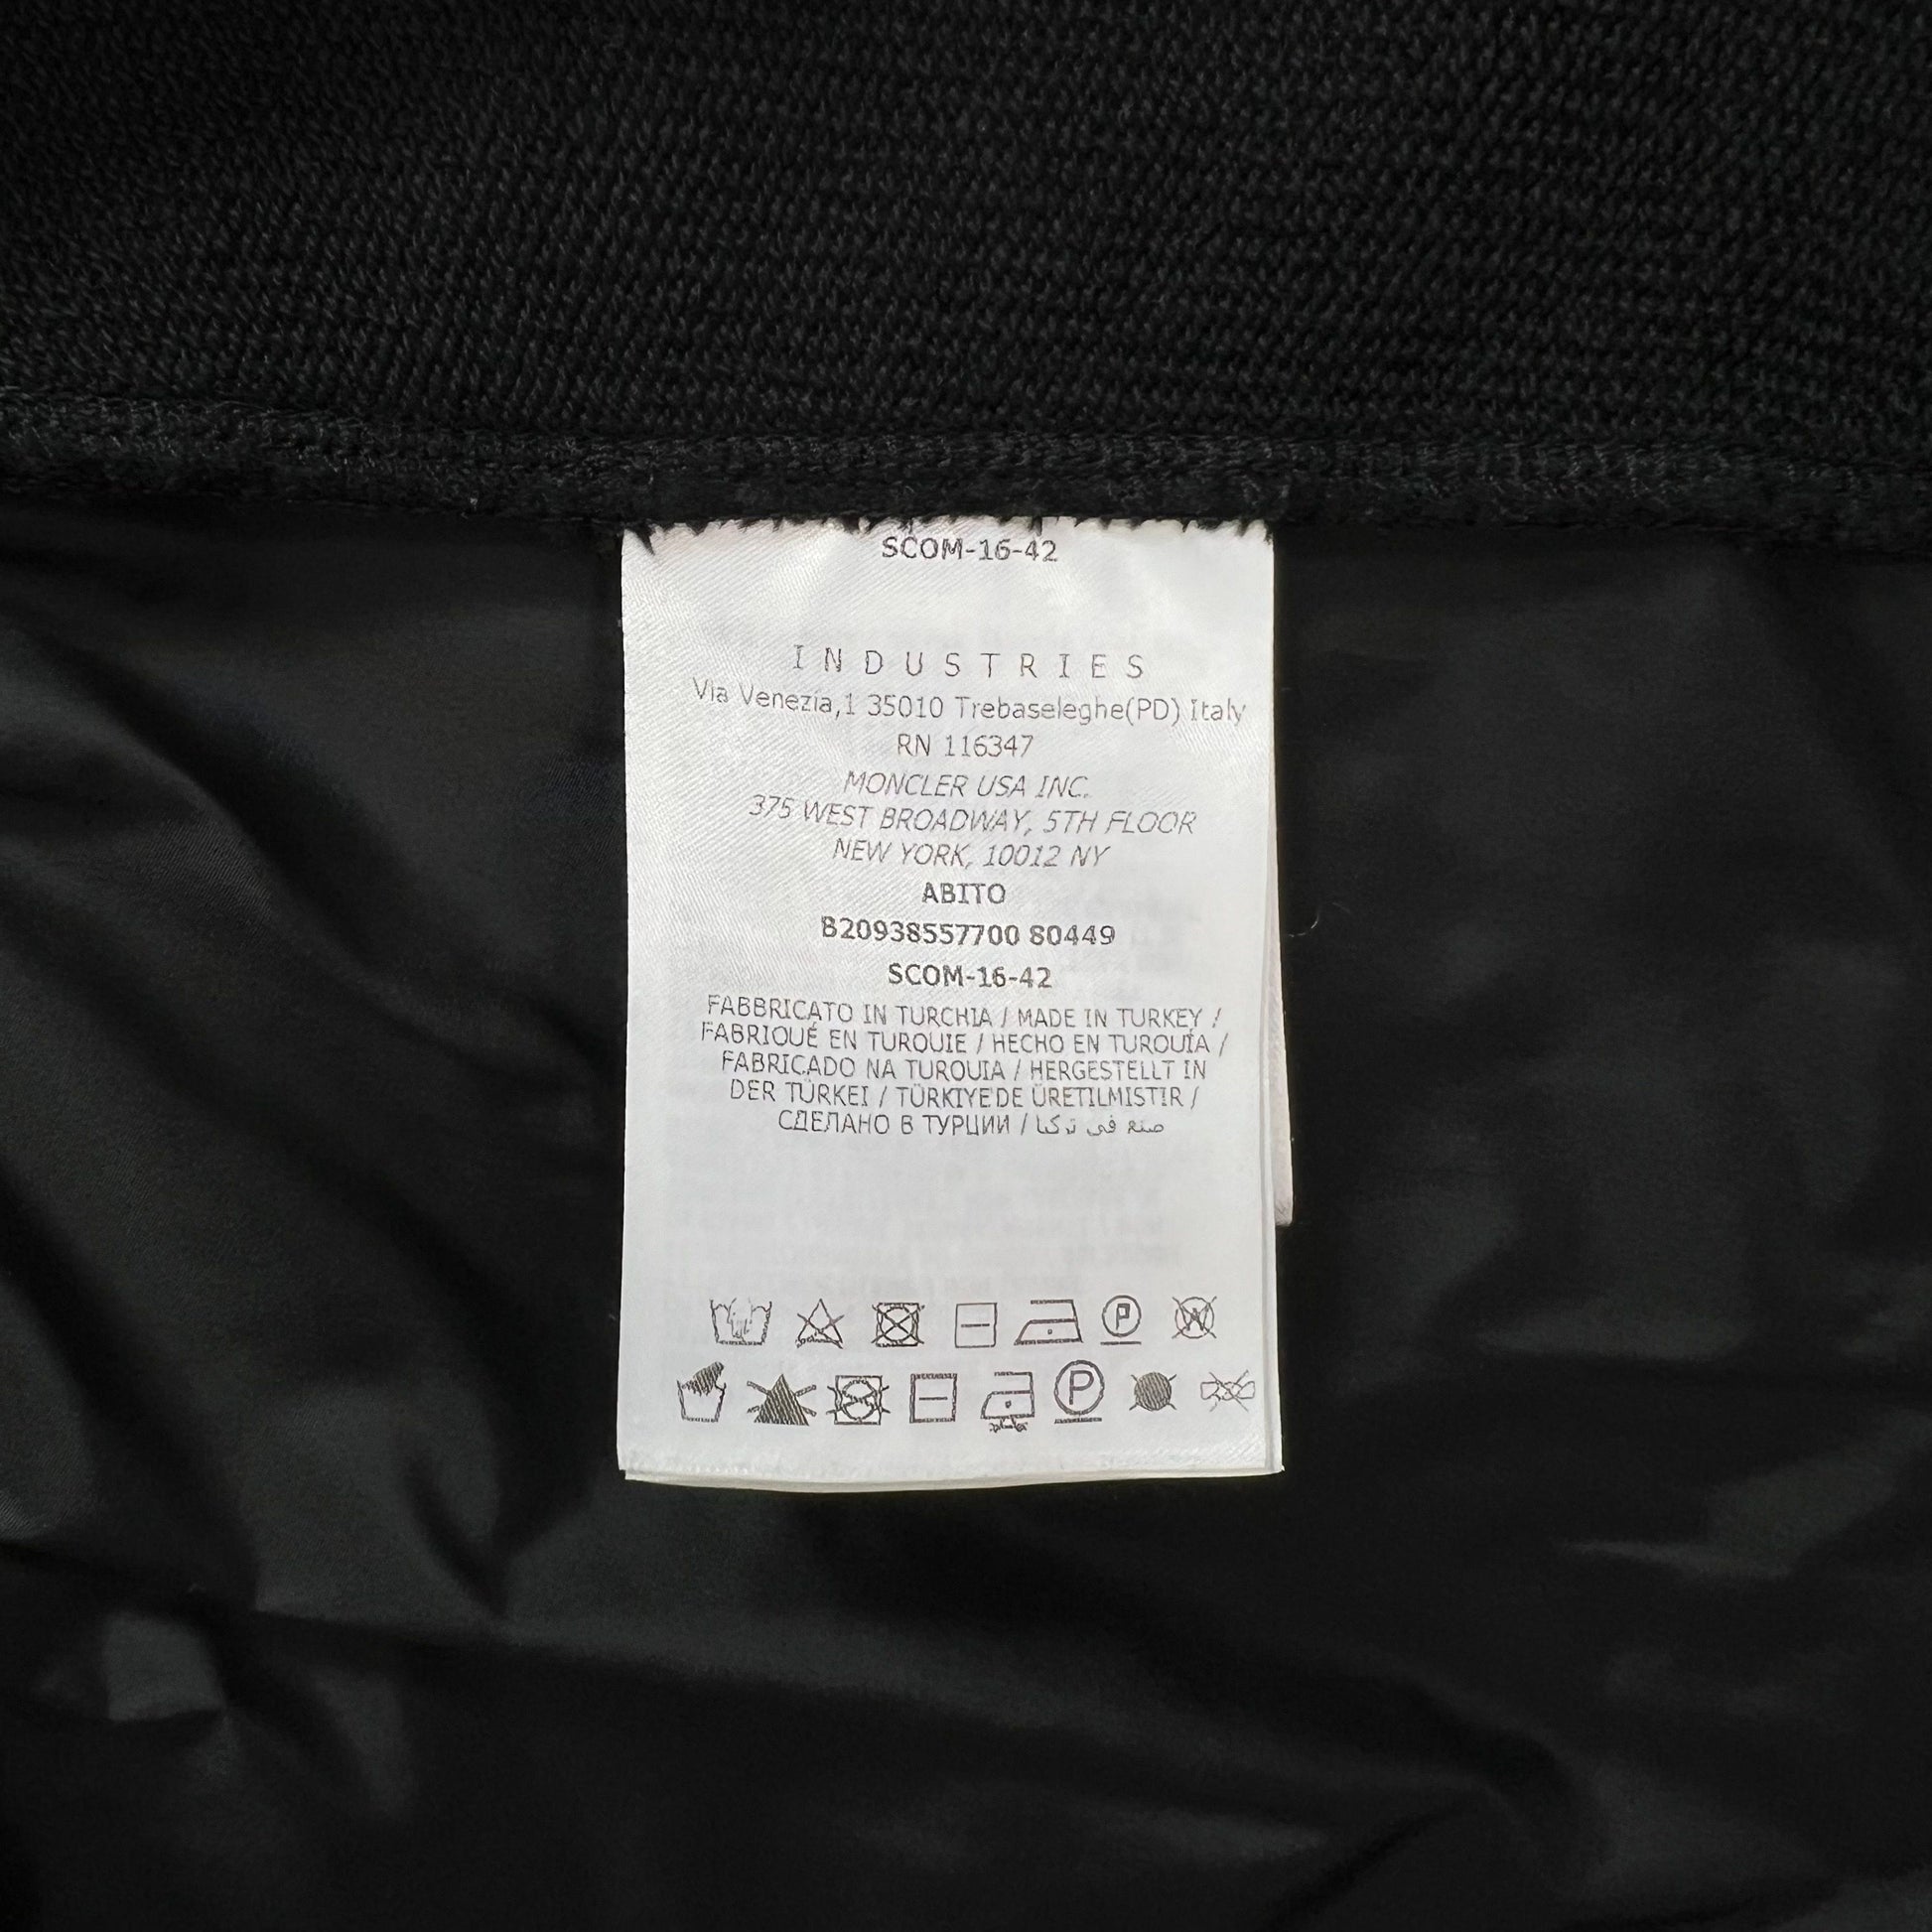 SCOM-16-42
INDUSTRIES
Via Venezia,1 35010 Trebaseleghe(PD) Italy
RN 116347
MONCLER USA INC.
375 WEST BROADWAY, 5TH FLOOR
NEW YORK, 10012 NY
ABITO
B20938557700 80449
SCOM-16-42
FABBRICATO IN TURCHIA / MADE IN TURKEY /
FABRIQUÉ EN TURQUIE / HECHO EN TURQUÍA /
FABRICADO NA TURQUIA / HERGESTELLT IN
DER TÜRKEI / TÜRKIYEDE ÜRETILMISTIR /
СДЕЛАНО В ТУРЦИИ / صنع في تركيا
P W
P